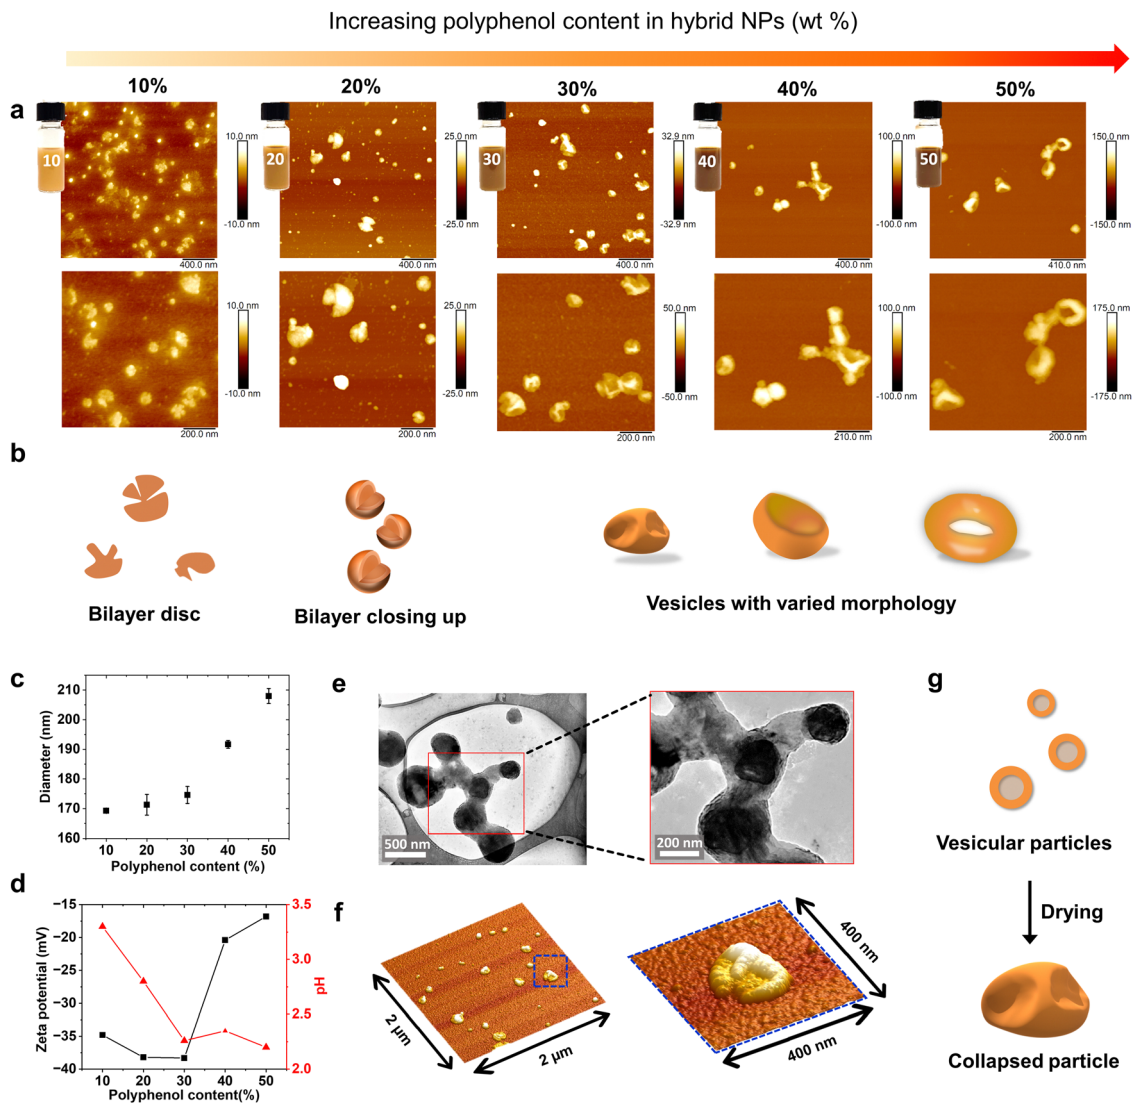 Increasing polyphenol content in hybrid NPs (wt %)
10%
20%
30%
40%
50%
a
10
20
30
40
50
10.0 nm
-10.0 nm
400.0 nm
25.0 nm
-25.0 nm
400.0 nm
32.9 nm
-32.9 nm
400.0 nm
100.0 nm
-100.0 nm
400.0 nm
150.0 nm
-150.0 nm
410.0 nm
10.0 nm
-10.0 nm
200.0 nm
25.0 nm
-25.0 nm
200.0 nm
50.0 nm
-50.0 nm
200.0 nm
100.0 nm
-100.0 nm
210.0 nm
175.0 nm
-175.0 nm
200.0 nm
b
Bilayer disc
Bilayer closing up
Vesicles with varied morphology
c
Diameter (nm)
210
200
190
180
170
160
10 20 30 40 50
Polyphenol content (%)
d
Zeta potential (mV)
−15
−20
−25
−30
−35
−40
3.5
3.0
2.5
2.0
pH
10 20 30 40 50
Polyphenol content(%)
e
500 nm
200 nm
f
2 µm
2 µm
400 nm
400 nm
g
Vesicular particles
Drying
Collapsed particle